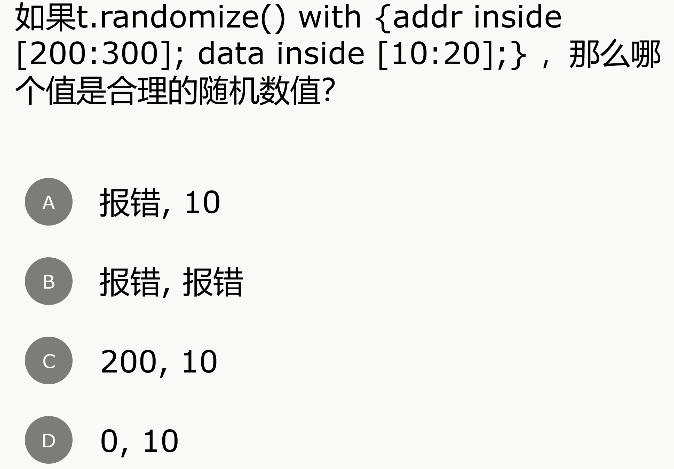 如果t.randomize() with {addr inside
[200:300]; data inside [10:20];} ，那么哪
个值是合理的随机数值?
A 报错, 10
B 报错, 报错
C 200, 10
D 0, 10